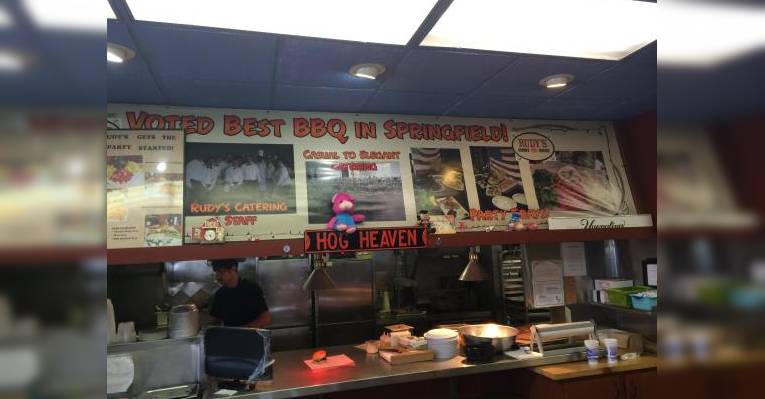 VOTED BEST BBQ IN SPRINGFIELD!
RUDY'S GETS THE
PARTY STARTED!
CASUAL TO ELEGANT
CATERING
RUDY'S
RUDY'S CATERING
STAFF
PARTY
HOG HEAVEN